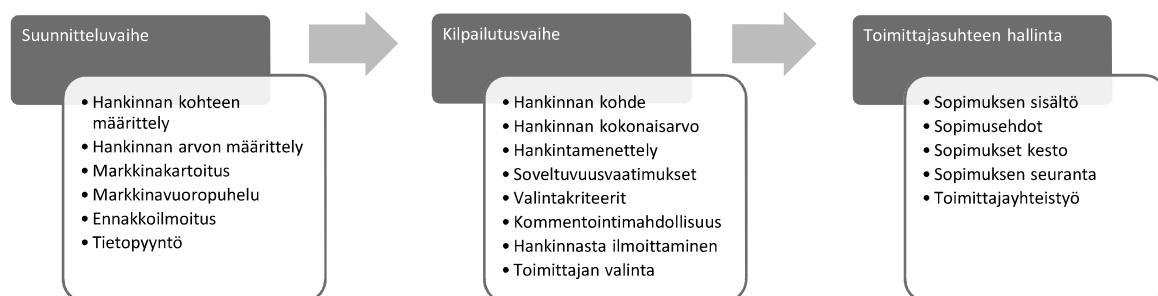 Suunnitteluvaihe
• Hankinnan kohteen
määrittely
• Hankinnan arvon määrittely
• Markkinakartoitus
• Markkinavuoropuhelu
• Ennakkoilmoitus
• Tietopyyntö
Kilpailutusvaihe
• Hankinnan kohde
• Hankinnan kokonaisarvo
• Hankintamenettely
• Soveltuvuusvaatimukset
• Valintakriteerit
• Kommentointimahdollisuus
• Hankinnasta ilmoittaminen
• Toimittajan valinta
Toimittajasuhteen hallinta
• Sopimuksen sisältö
• Sopimusehdot
• Sopimukset kesto
• Sopimuksen seuranta
• Toimittajayhteistyö